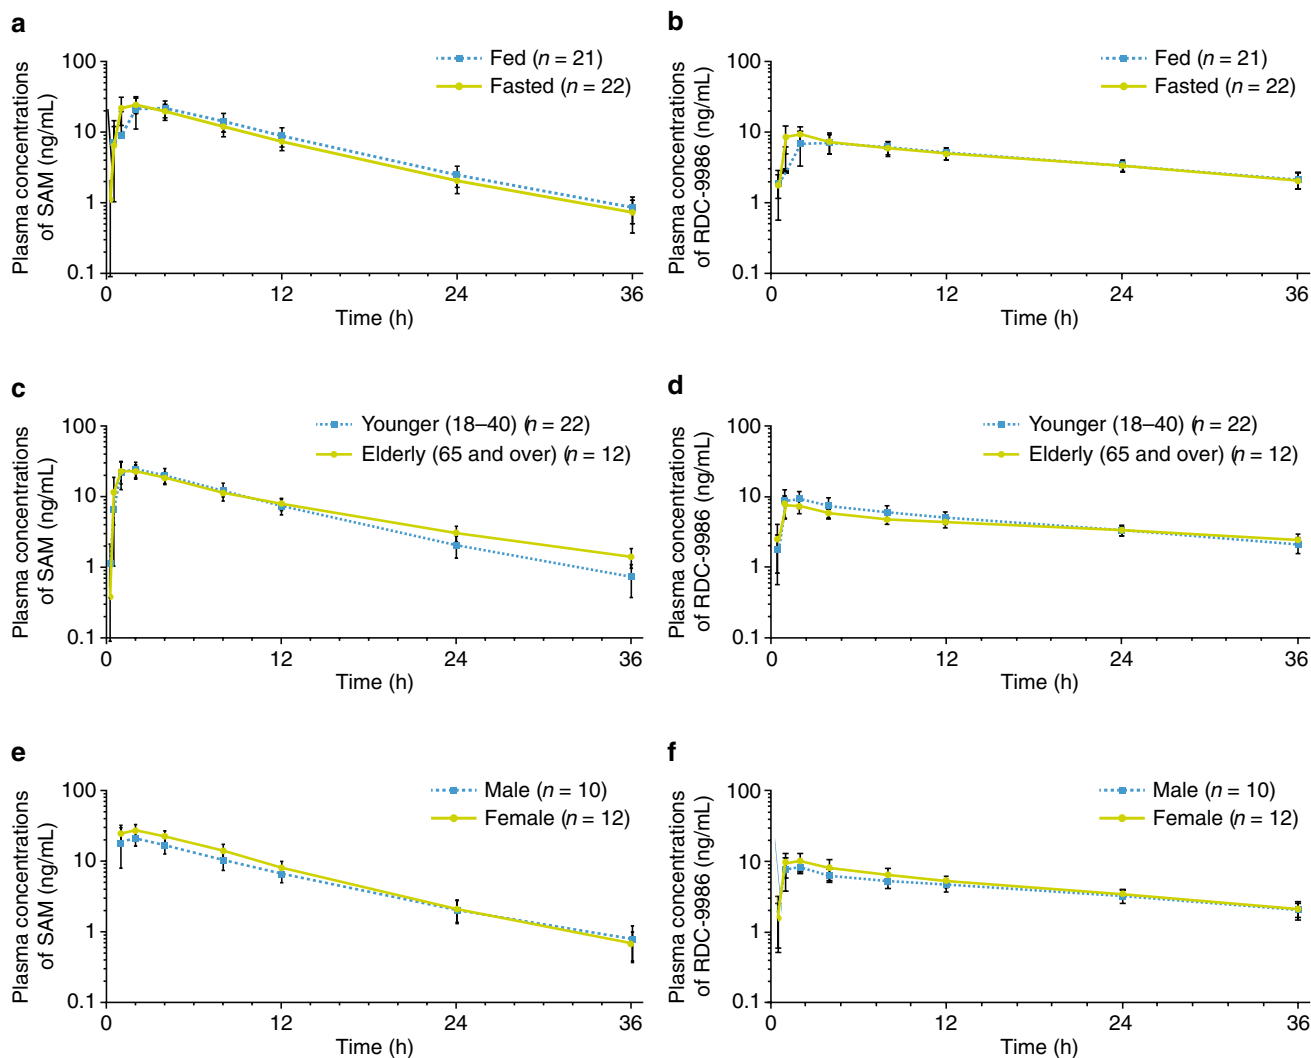 a
Plasma concentrations
of SAM (ng/mL)
100
10
1
0.1
0 12 24 36
Time (h)
Fed (n = 21)
Fasted (n = 22)
b
Plasma concentrations
of RDC-9986 (ng/mL)
100
10
1
0.1
0 12 24 36
Time (h)
Fed (n = 21)
Fasted (n = 22)
c
Plasma concentrations
of SAM (ng/mL)
100
10
1
0.1
0 12 24 36
Time (h)
Younger (18–40) (n = 22)
Elderly (65 and over) (n = 12)
d
Plasma concentrations
of RDC-9986 (ng/mL)
100
10
1
0.1
0 12 24 36
Time (h)
Younger (18–40) (n = 22)
Elderly (65 and over) (n = 12)
e
Plasma concentrations
of SAM (ng/mL)
100
10
1
0.1
0 12 24 36
Time (h)
Male (n = 10)
Female (n = 12)
f
Plasma concentrations
of RDC-9986 (ng/mL)
100
10
1
0.1
0 12 24 36
Time (h)
Male (n = 10)
Female (n = 12)